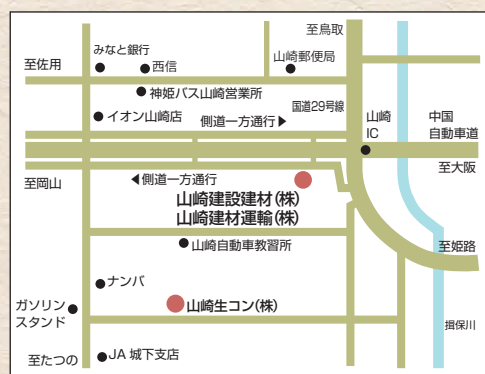 至鳥取
みなと銀行
西信
山崎郵便局
至佐用
神姫バス山崎営業所
国道29号線
イオン山崎店
側道一方通行
山崎
IC
中国
自動車道
至大阪
至岡山
側道一方通行
山崎建設建材(株)
山崎建材運輸(株)
山崎自動車教習所
至姫路
ナンバ
ガソリン
スタンド
山崎生コン(株)
揖保川
至たつの
JA 城下支店